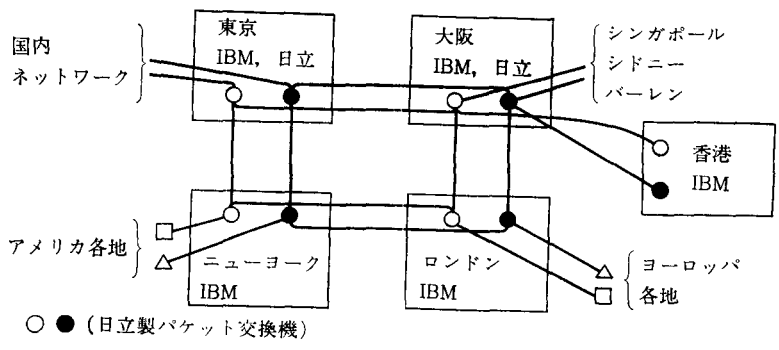 国内
ネットワーク
東京
IBM, 日立
大阪
IBM, 日立
シンガポール
シドニー
バーレン
香港
IBM
アメリカ各地
ニューヨーク
IBM
ロンドン
IBM
ヨーロッパ
各地
○ ● (日立製パケット交換機)